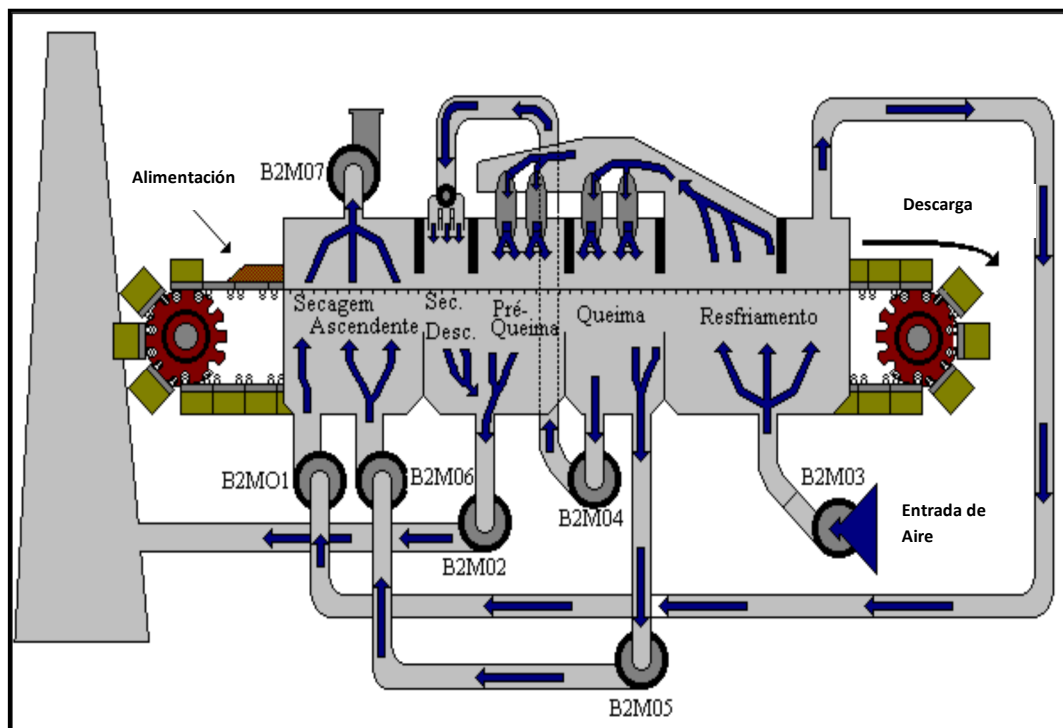 B2M07
Alimentación
Descarga
Secagem
Ascendente
Sec.
Desc.
Pré-
Queima
Queima
Resfriamento
B2MO1
B2M06
B2M02
B2M04
B2M03
Entrada de
Aire
B2M05